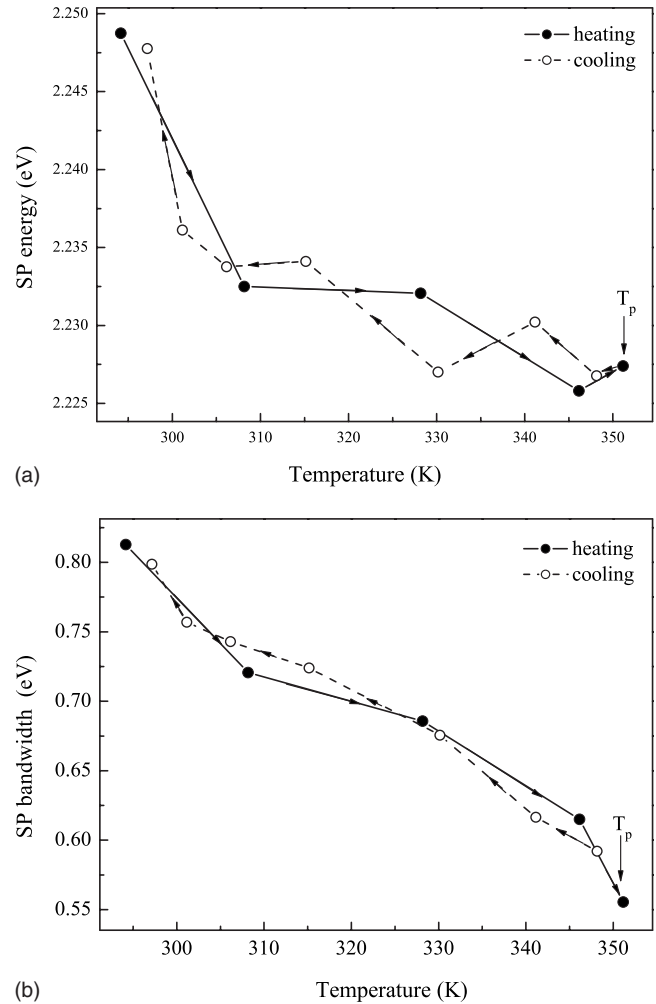 2.250
2.245
2.240
2.235
2.230
2.225
SP energy (eV)
heating
cooling
T_p
300 310 320 330 340 350
Temperature (K)
(a)
0.80
0.75
0.70
0.65
0.60
0.55
SP bandwidth (eV)
heating
cooling
T_p
300 310 320 330 340 350
Temperature (K)
(b)